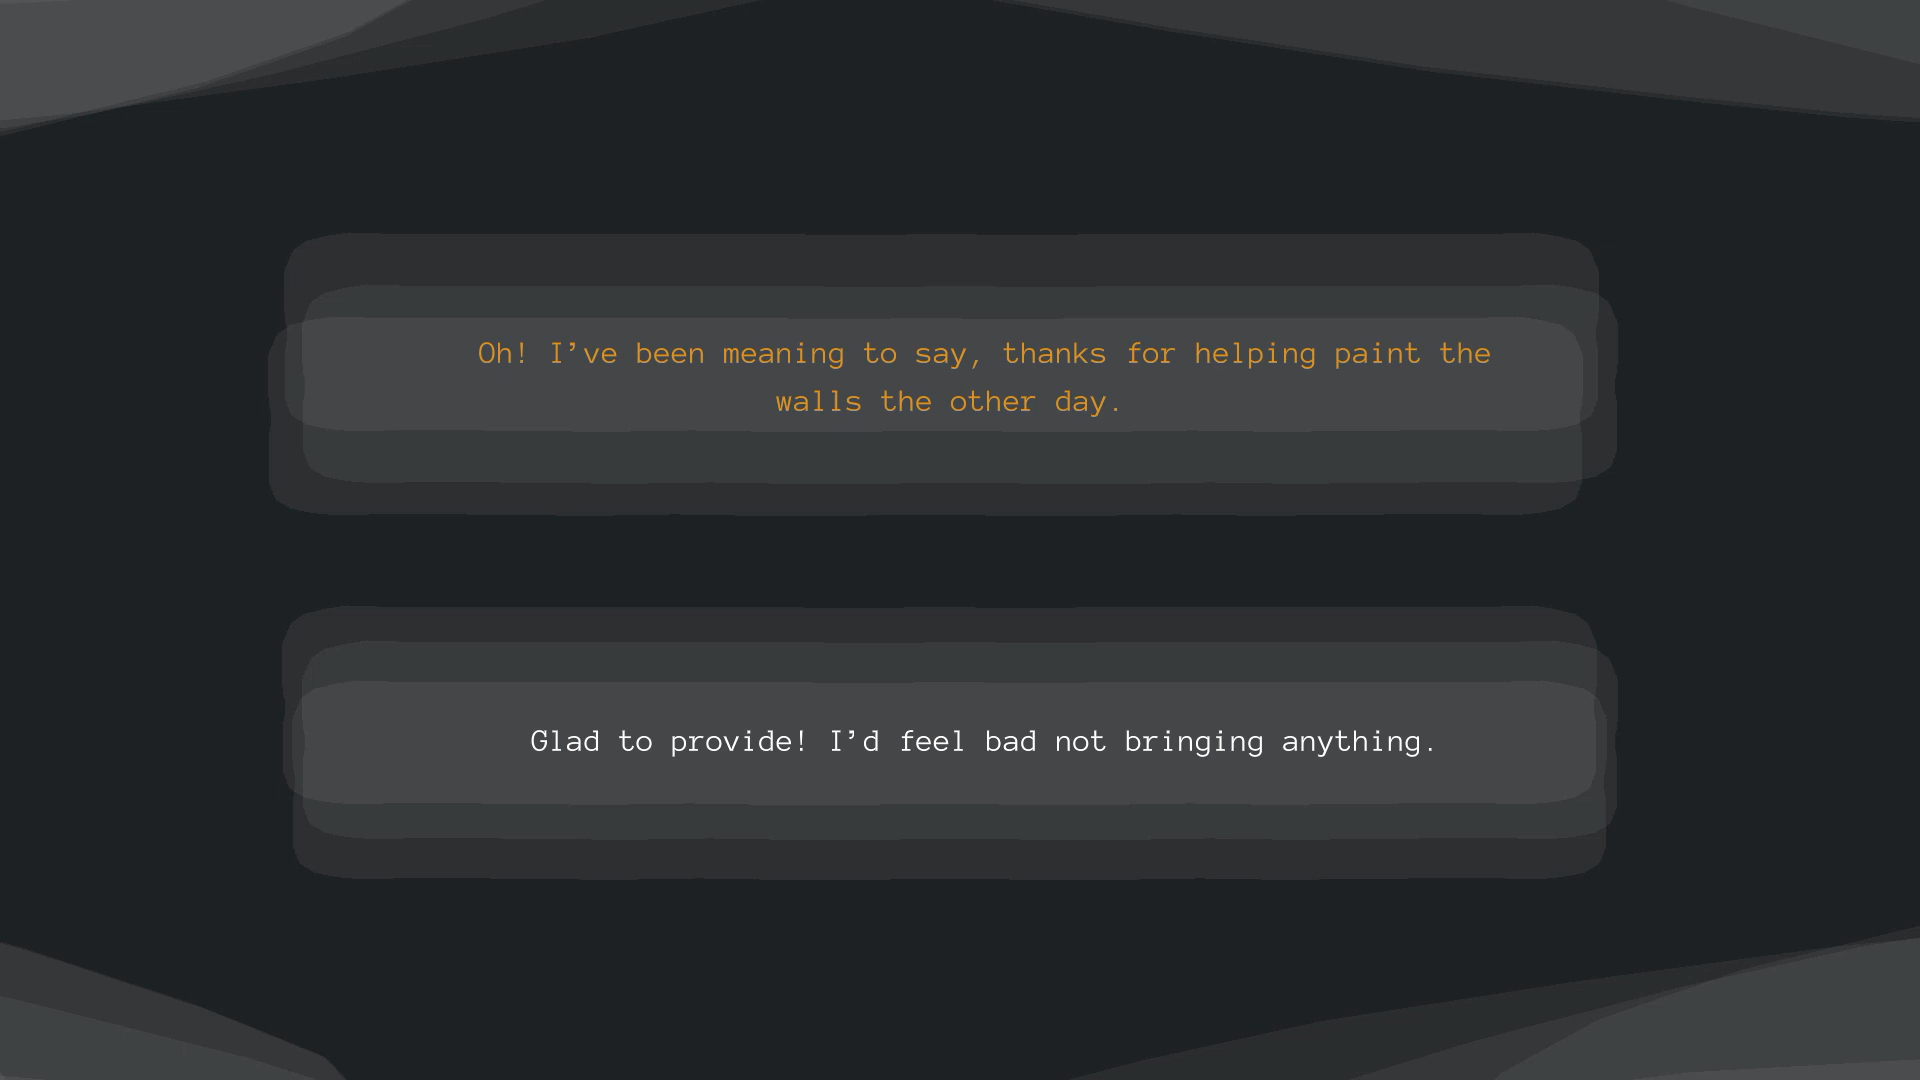 Oh! I’ve been meaning to say, thanks for helping paint the
walls the other day.
Glad to provide! I’d feel bad not bringing anything.